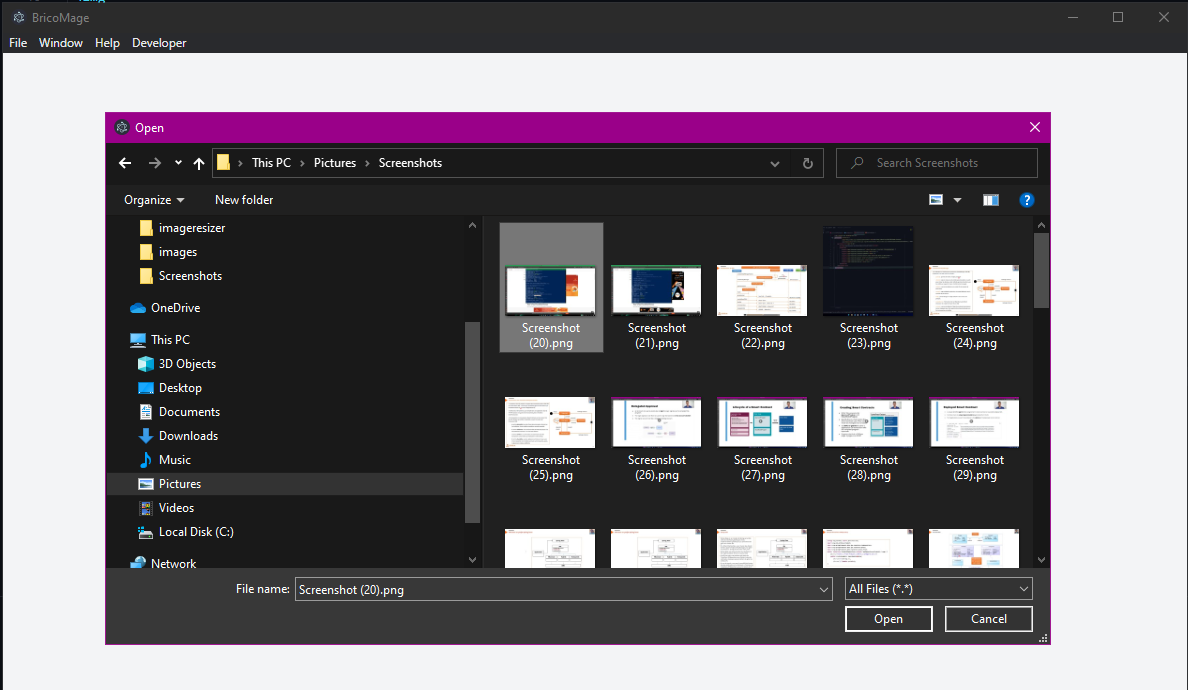 BricoMage
File Window Help Developer
Open
This PC Pictures Screenshots
Search Screenshots
Organize New folder
imageresizer
images
Screenshots
OneDrive
This PC
3D Objects
Desktop
Documents
Downloads
Music
Pictures
Videos
Local Disk (C:)
Network
Screenshot (20).png
Screenshot (21).png
Screenshot (22).png
Screenshot (23).png
Screenshot (24).png
Screenshot (25).png
Screenshot (26).png
Screenshot (27).png
Screenshot (28).png
Screenshot (29).png
File name: Screenshot (20).png
All Files (*.*)
Open Cancel